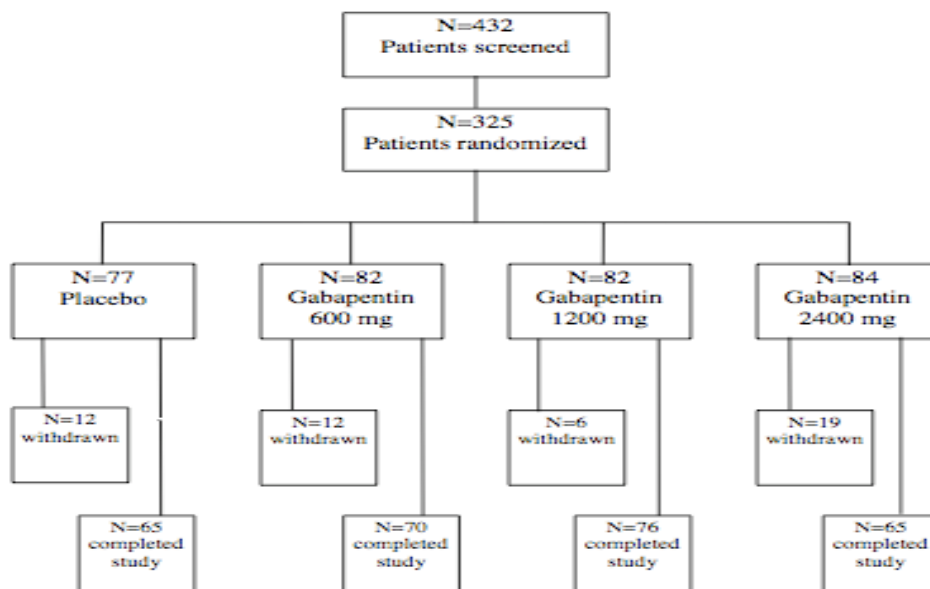 N=432
Patients screened
N=325
Patients randomized
N=77
Placebo
N=82
Gabapentin
600 mg
N=82
Gabapentin
1200 mg
N=84
Gabapentin
2400 mg
N=12
withdrawn
N=12
withdrawn
N=6
withdrawn
N=19
withdrawn
N=65
completed
study
N=70
completed
study
N=76
completed
study
N=65
completed
study